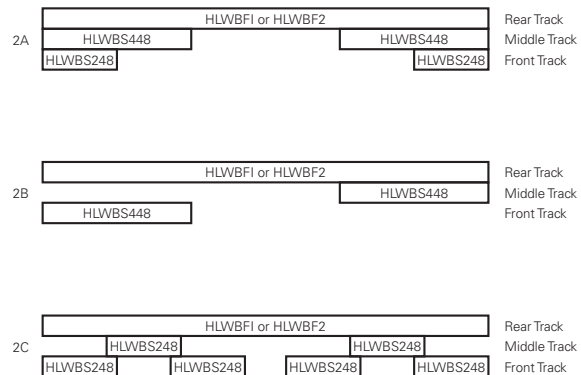 HLWBFI or HLWBF2 Rear Track
2A HLWBS448 HLWBS448 Middle Track
HLWBS248 HLWBS248 Front Track
HLWBFI or HLWBF2 Rear Track
2B HLWBS448 Middle Track
HLWBS448 Front Track
HLWBFI or HLWBF2 Rear Track
2C HLWBS248 HLWBS248 Middle Track
HLWBS248 HLWBS248 HLWBS248 HLWBS248 Front Track